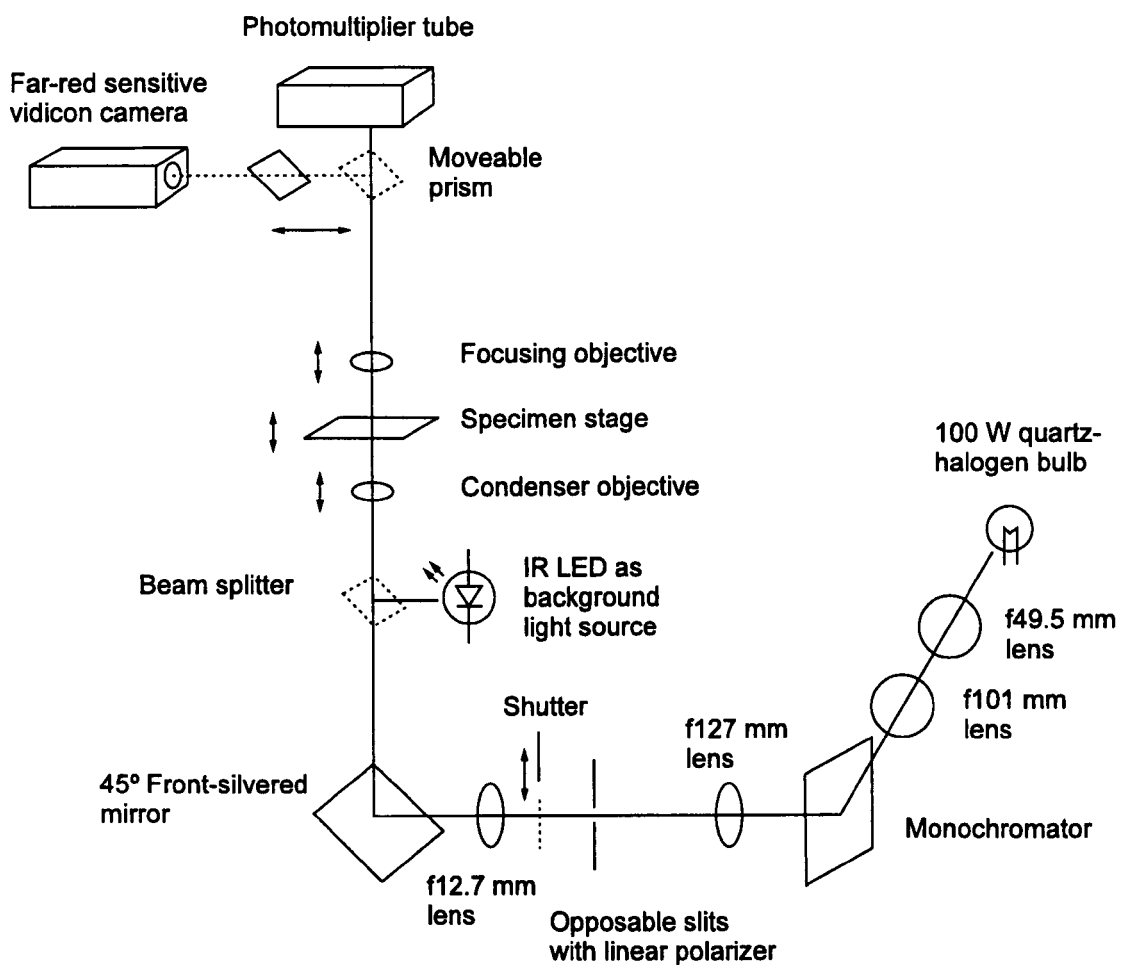 Photomultiplier tube
Far-red sensitive
vidicon camera
Moveable
prism
Focusing objective
Specimen stage
100 W quartz-
halogen bulb
Condenser objective
Beam splitter
IR LED as
background
light source
f49.5 mm
lens
f101 mm
lens
Shutter
f127 mm
lens
45º Front-silvered
mirror
Monochromator
f12.7 mm
lens
Opposable slits
with linear polarizer